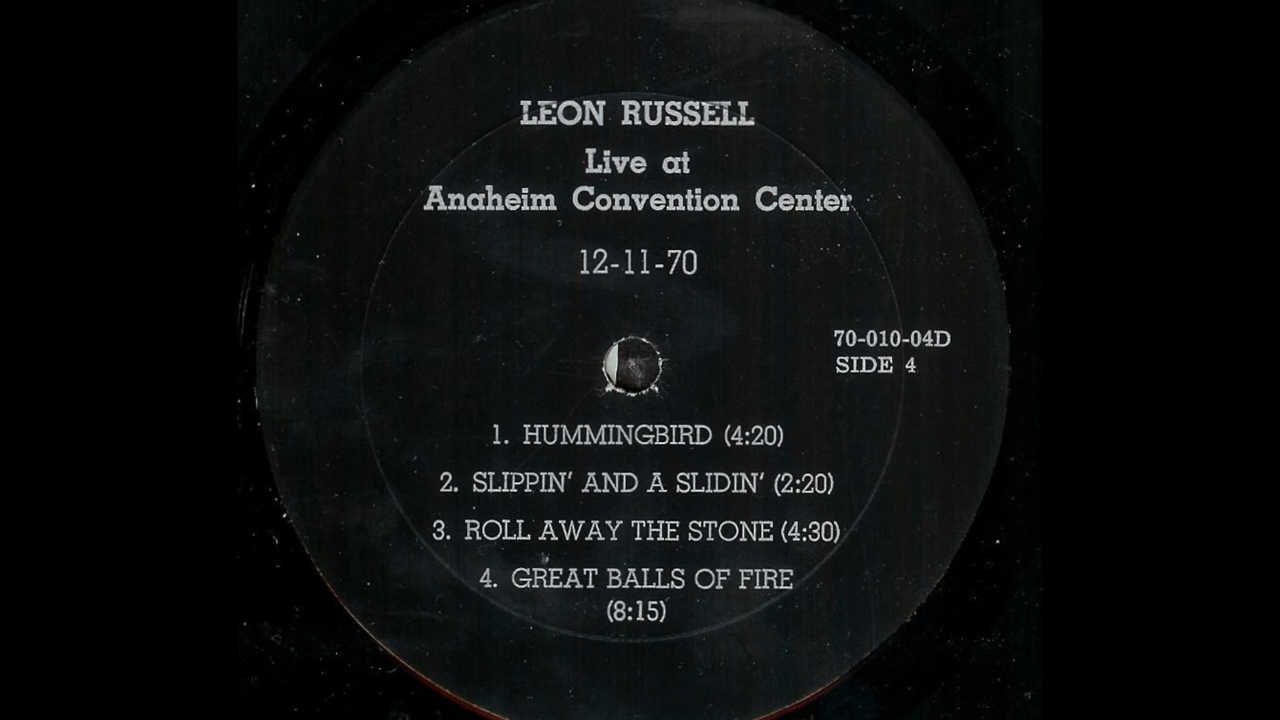 LEON RUSSELL
Live at
Anaheim Convention Center
12-11-70
70-010-04D
SIDE 4
1. HUMMINGBIRD (4:20)
2. SLIPPIN' AND A SLIDIN' (2:20)
3. ROLL AWAY THE STONE (4:30)
4. GREAT BALLS OF FIRE
(8:15)